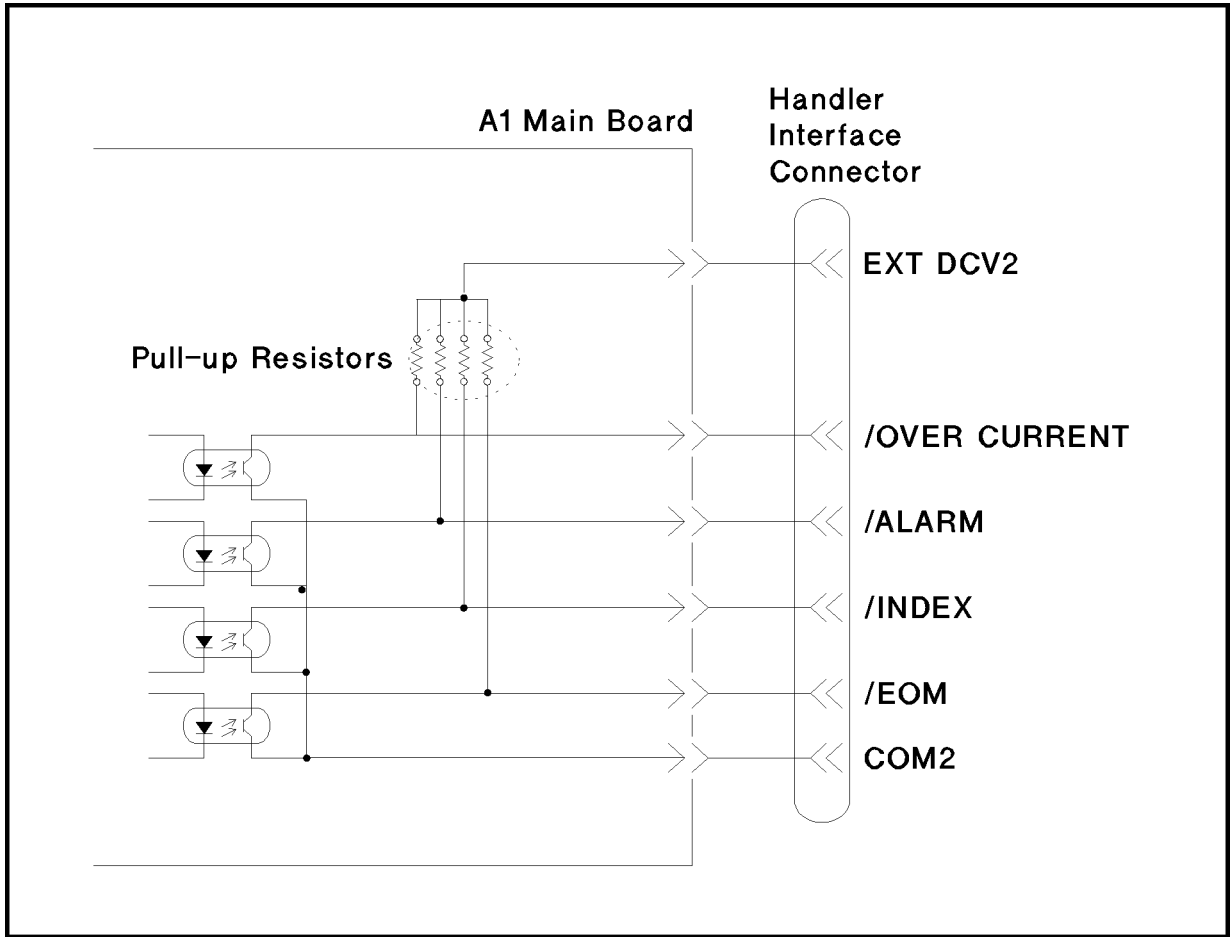 A1 Main Board
Handler
Interface
Connector
EXT DCV2
Pull-up Resistors
/OVER CURRENT
/ALARM
/INDEX
/EOM
COM2